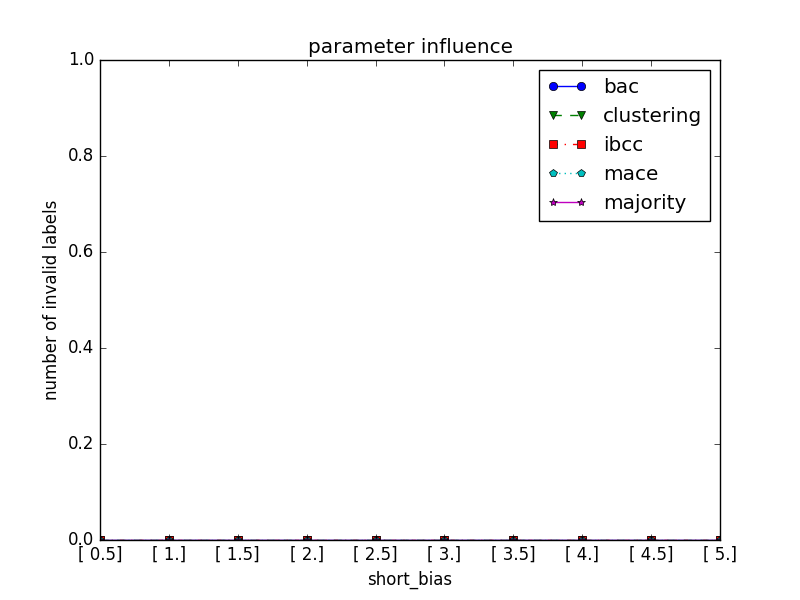 parameter influence
number of invalid labels
1.0
0.8
0.6
0.4
0.2
0.0
bac
clustering
ibcc
mace
majority
[ 0.5] [ 1.] [ 1.5] [ 2.] [ 2.5] [ 3.] [ 3.5] [ 4.] [ 4.5] [ 5.]
short_bias